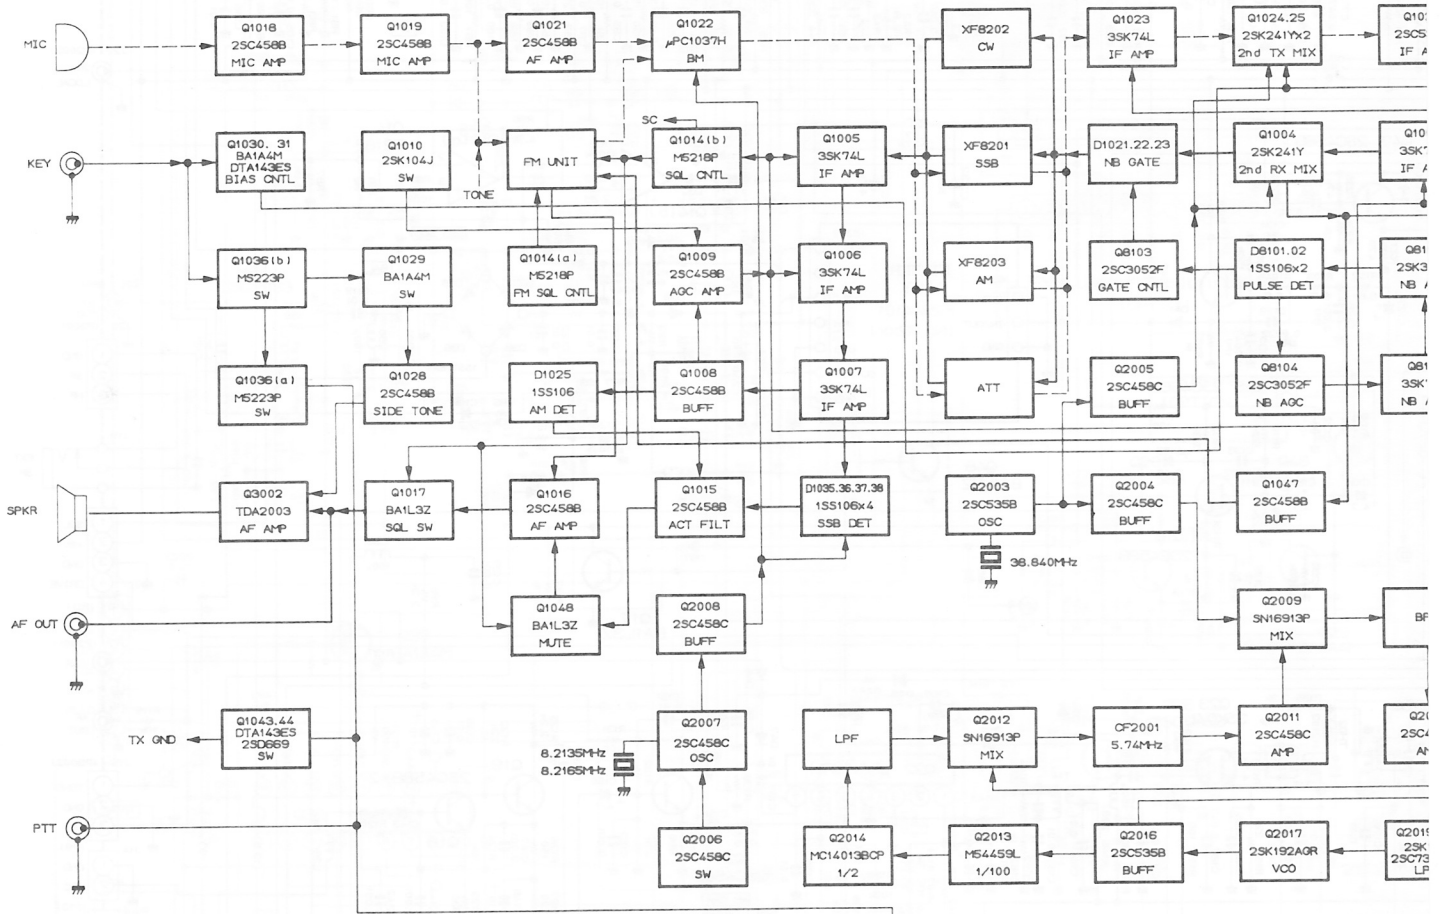 MIC
Q1018
2SC458B
MIC AMP
Q1019
2SC458B
MIC AMP
Q1021
2SC458B
AF AMP
Q1022
µPC1037H
BM
XF8202
CW
Q1023
3SK74L
IF AMP
Q1024.25
2SK241Yx2
2nd TX MIX
IF A
SC
KEY
Q1030. 31
BA1A4M
DTA143ES
BIAS CNTL
Q1010
2SK104J
SW
TONE
FM UNIT
Q1014(b)
M5218P
SQL CNTL
Q1005
3SK74L
IF AMP
XF8201
SSB
D1021.22.23
NB GATE
Q1004
2SK241Y
2nd RX MIX
IF A
Q1036(b)
M5223P
SW
Q1029
BA1A4M
SW
Q1014(a)
M5218P
FM SQL CNTL
Q1009
2SC458B
AGC AMP
Q1006
3SK74L
IF AMP
XF8203
AM
Q8103
2SC3052F
GATE CNTL
D8101.02
1SS106x2
PULSE DET
NB A
Q1036(a)
M5223P
SW
Q1028
2SC458B
SIDE TONE
D1025
1SS106
AM DET
Q1008
2SC458B
BUFF
Q1007
3SK74L
IF AMP
ATT
Q2005
2SC458C
BUFF
Q8104
2SC3052F
NB AGC
NB A
SPKR
Q3002
TDA2003
AF AMP
Q1017
BA1L3Z
SQL SW
Q1016
2SC458B
AF AMP
Q1015
2SC458B
ACT FILT
D1035.36.37.38
1SS106x4
SSB DET
Q2003
2SC535B
OSC
38.840MHz
Q2004
2SC458C
BUFF
Q1047
2SC458B
BUFF
AF OUT
Q1048
BA1L3Z
MUTE
Q2008
2SC458C
BUFF
Q2009
SN16913P
MIX
TX GND
Q1043.44
DTA143ES
2SD669
SW
8.2135MHz
8.2165MHz
Q2007
2SC458C
OSC
LPF
Q2012
SN16913P
MIX
CF2001
5.74MHz
Q2011
2SC458C
AMP
PTT
Q2006
2SC458C
SW
Q2014
MC14013BCP
1/2
Q2013
M54459L
1/100
Q2016
2SC535B
BUFF
Q2017
2SK192AGR
VCO
Q2019